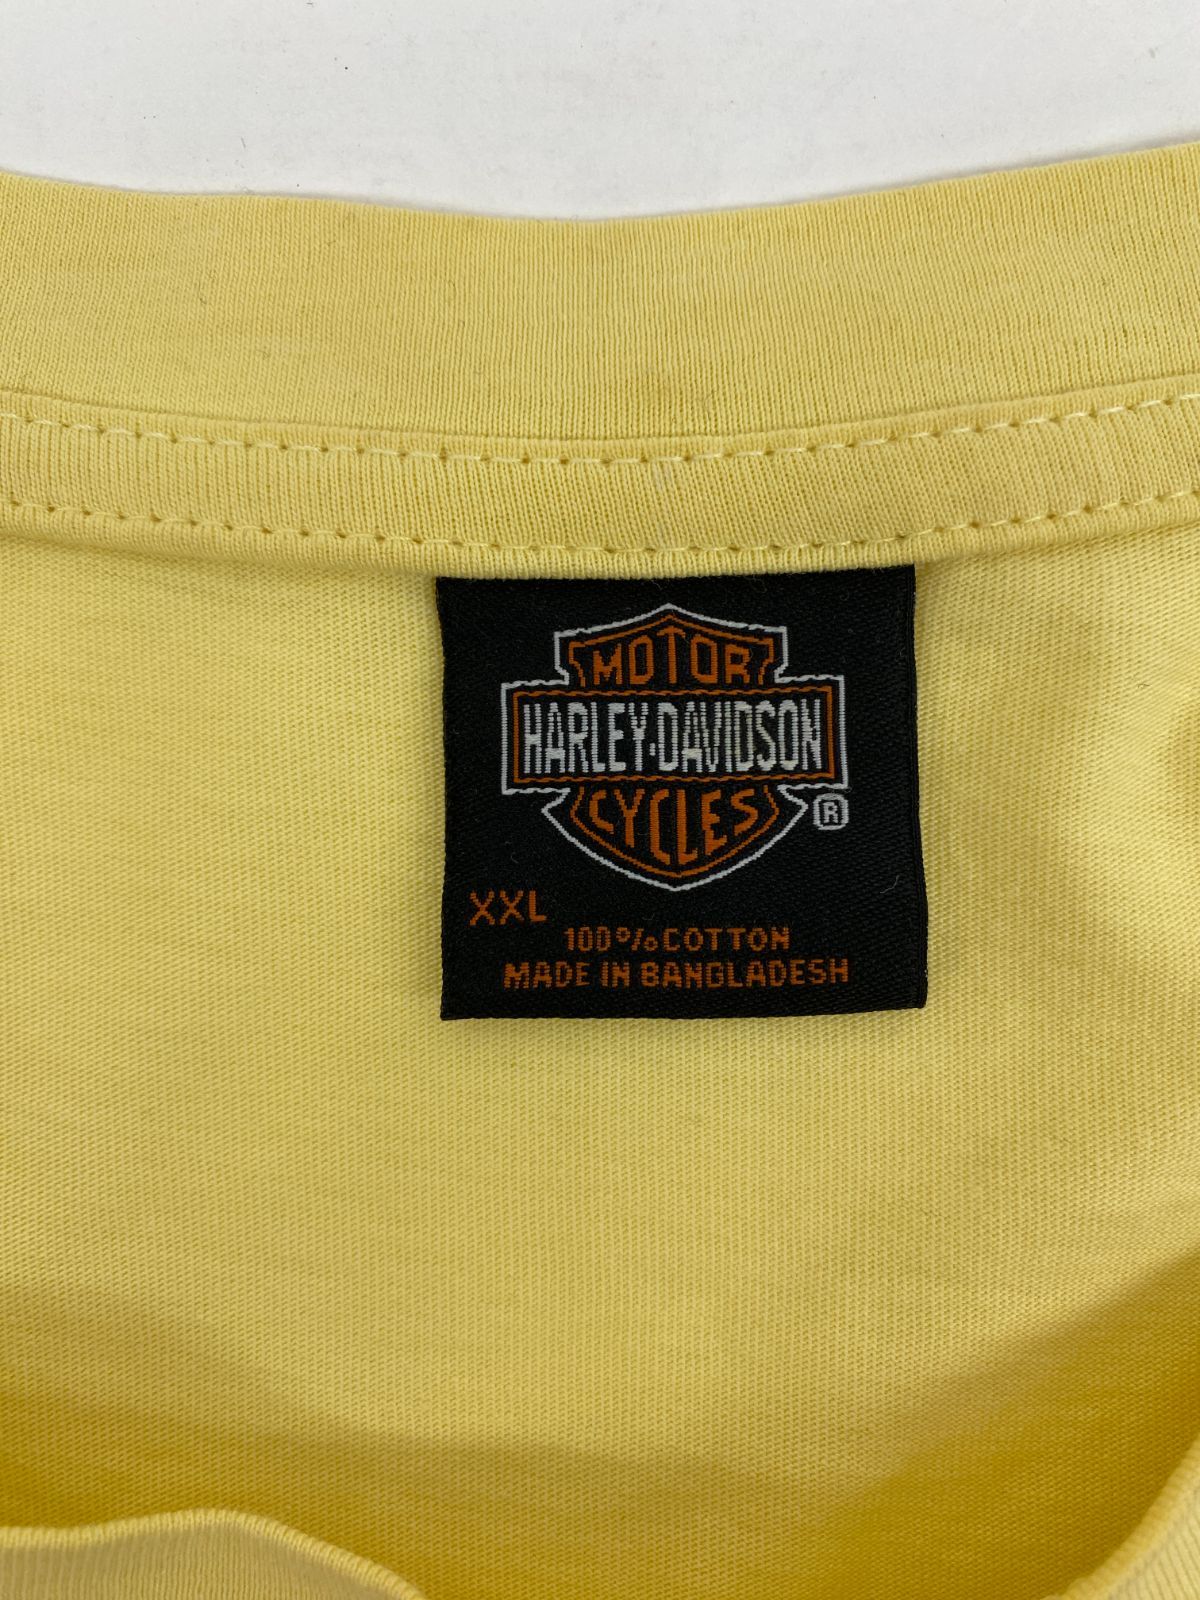 MOTOR
HARLEY-DAVIDSON
CYCLES
®
XXL
100% COTTON
MADE IN BANGLADESH